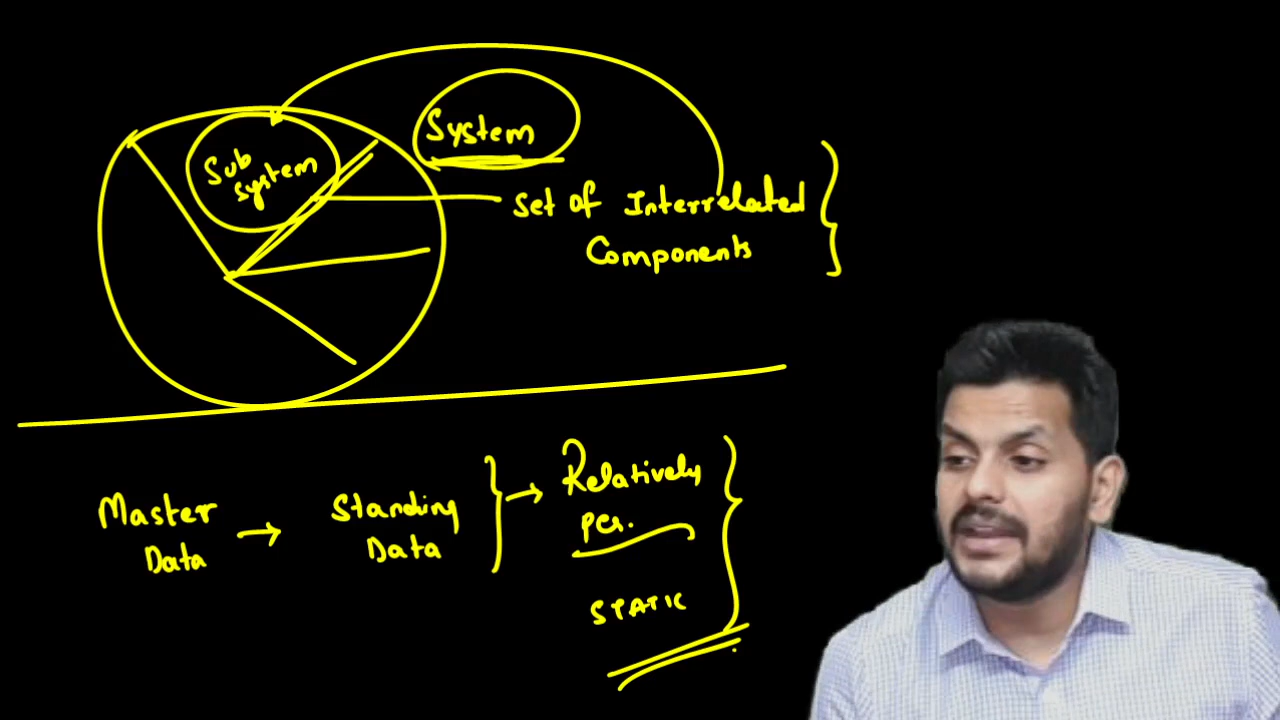 System
Sub
System
Set of Interrelated
Components
Master
Data
Standing
Data
Relatively
Per.
STATIC